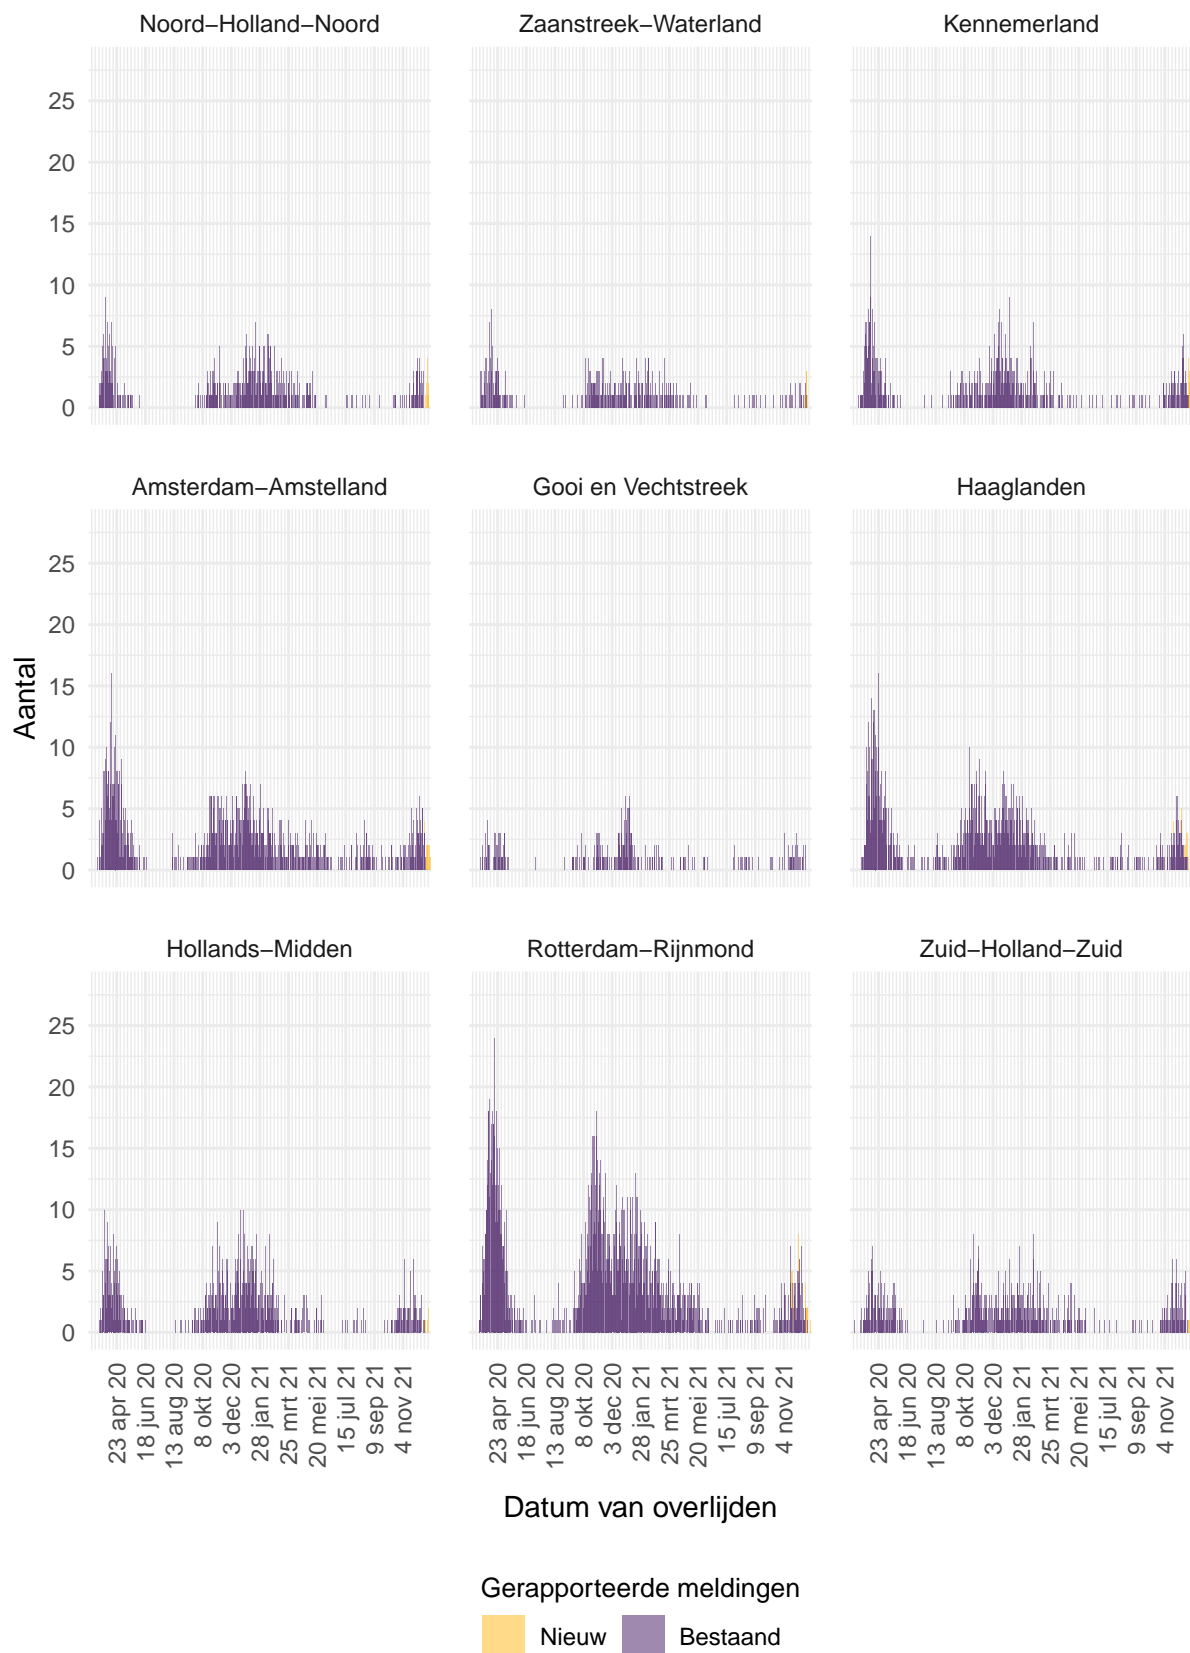 Noord−Holland−Noord
Zaanstreek−Waterland
Kennemerland
25
20
15
10
5
0
Amsterdam−Amstelland
Gooi en Vechtstreek
Haaglanden
25
20
15
10
5
0
Aantal
Hollands−Midden
Rotterdam−Rijnmond
Zuid−Holland−Zuid
25
20
15
10
5
0
23 apr 20
18 jun 20
13 aug 20
8 okt 20
3 dec 20
28 jan 21
25 mrt 21
20 mei 21
15 jul 21
9 sep 21
4 nov 21
23 apr 20
18 jun 20
13 aug 20
8 okt 20
3 dec 20
28 jan 21
25 mrt 21
20 mei 21
15 jul 21
9 sep 21
4 nov 21
23 apr 20
18 jun 20
13 aug 20
8 okt 20
3 dec 20
28 jan 21
25 mrt 21
20 mei 21
15 jul 21
9 sep 21
4 nov 21
Datum van overlijden
Gerapporteerde meldingen
Nieuw
Bestaand